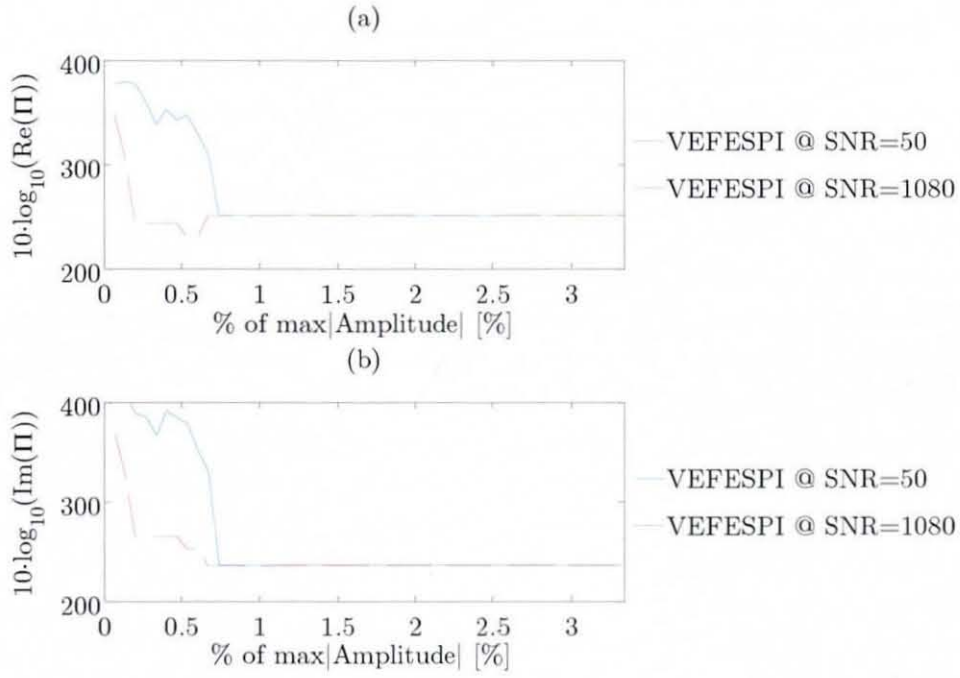 (a)
10·log10(Re(Π))
400
300
200
0 0.5 1 1.5 2 2.5 3
% of max|Amplitude| [%]
VEFESPI @ SNR=50
VEFESPI @ SNR=1080
(b)
10·log10(Im(Π))
400
300
200
0 0.5 1 1.5 2 2.5 3
% of max|Amplitude| [%]
VEFESPI @ SNR=50
VEFESPI @ SNR=1080